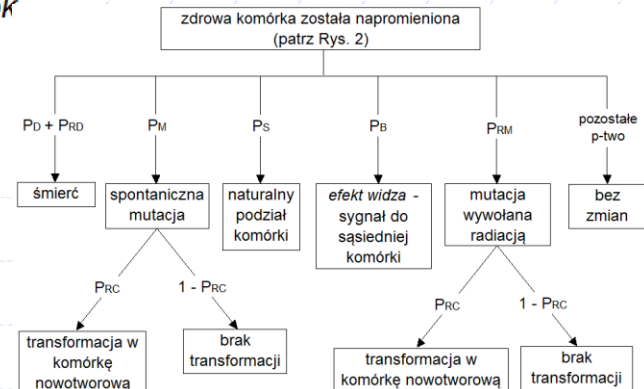 zdrowa komórka została napromieniona
(patrz Rys. 2)
PD + PRD
PM
PS
PB
PRM
pozostałe
p-two
śmierć
spontaniczna
mutacja
naturalny
podział
komórki
efekt widza -
sygnał do
sąsiedniej
komórki
mutacja
wywołana
radiacją
bez
zmian
PRC
1 - PRC
PRC
1 - PRC
transformacja w
komórkę
nowotworową
brak
transformacji
transformacja w
komórkę nowotworową
brak
transformacji